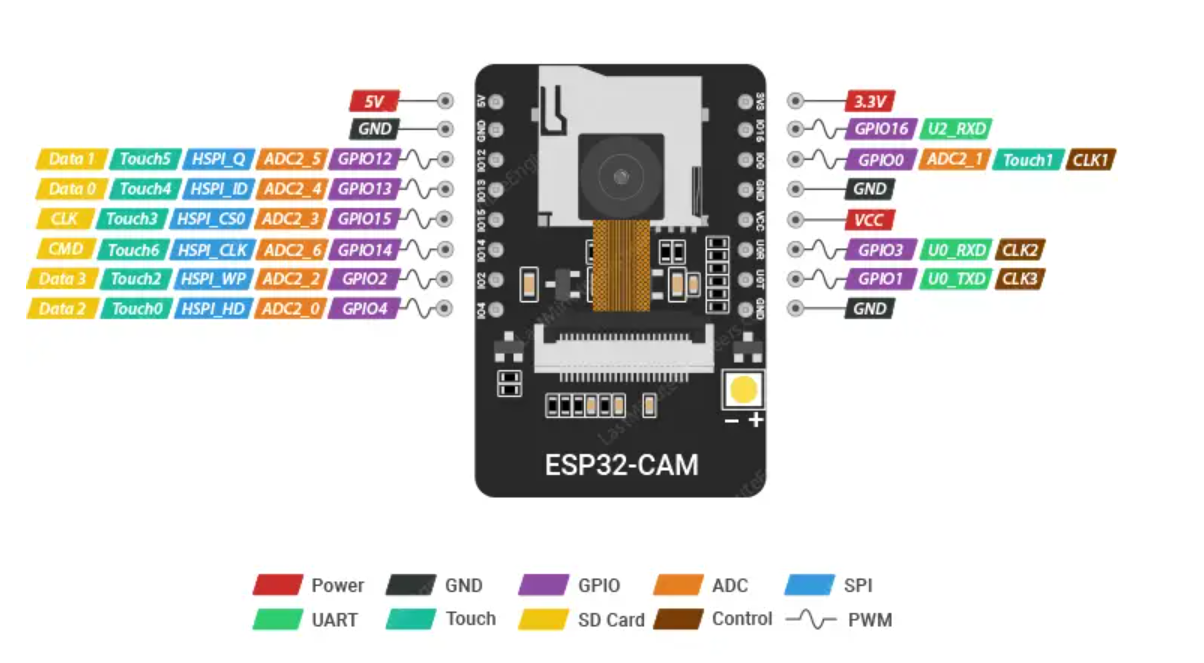 5V 5V 3V3 3.3V
GND GND IO16 GPIO16 U2_RXD
Data 1 Touch5 HSPI_Q ADC2_5 GPIO12 IO12 IO0 GPIO0 ADC2_1 Touch1 CLK1
Data 0 Touch4 HSPI_ID ADC2_4 GPIO13 IO13 GND GND
CLK Touch3 HSPI_CS0 ADC2_3 GPIO15 IO15 VCC VCC
CMD Touch6 HSPI_CLK ADC2_6 GPIO14 IO14 U0R GPIO3 U0_RXD CLK2
Data 3 Touch2 HSPI_WP ADC2_2 GPIO2 IO2 U0T GPIO1 U0_TXD CLK3
Data 2 Touch0 HSPI_HD ADC2_0 GPIO4 IO4 GND GND
− +
ESP32-CAM
Power GND GPIO ADC SPI
UART Touch SD Card Control PWM